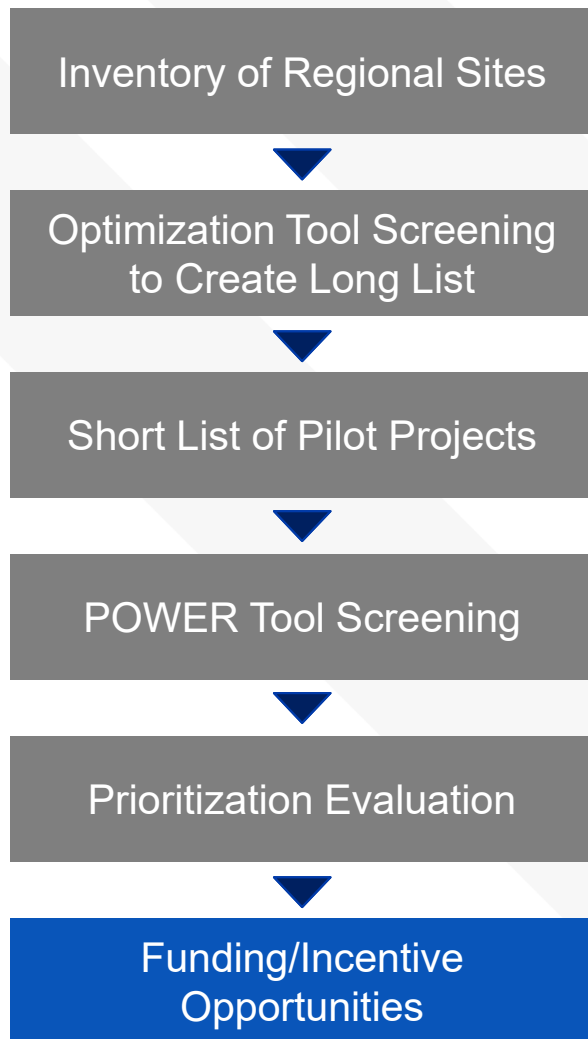 Inventory of Regional Sites
Optimization Tool Screening
to Create Long List
Short List of Pilot Projects
POWER Tool Screening
Prioritization Evaluation
Funding/Incentive
Opportunities